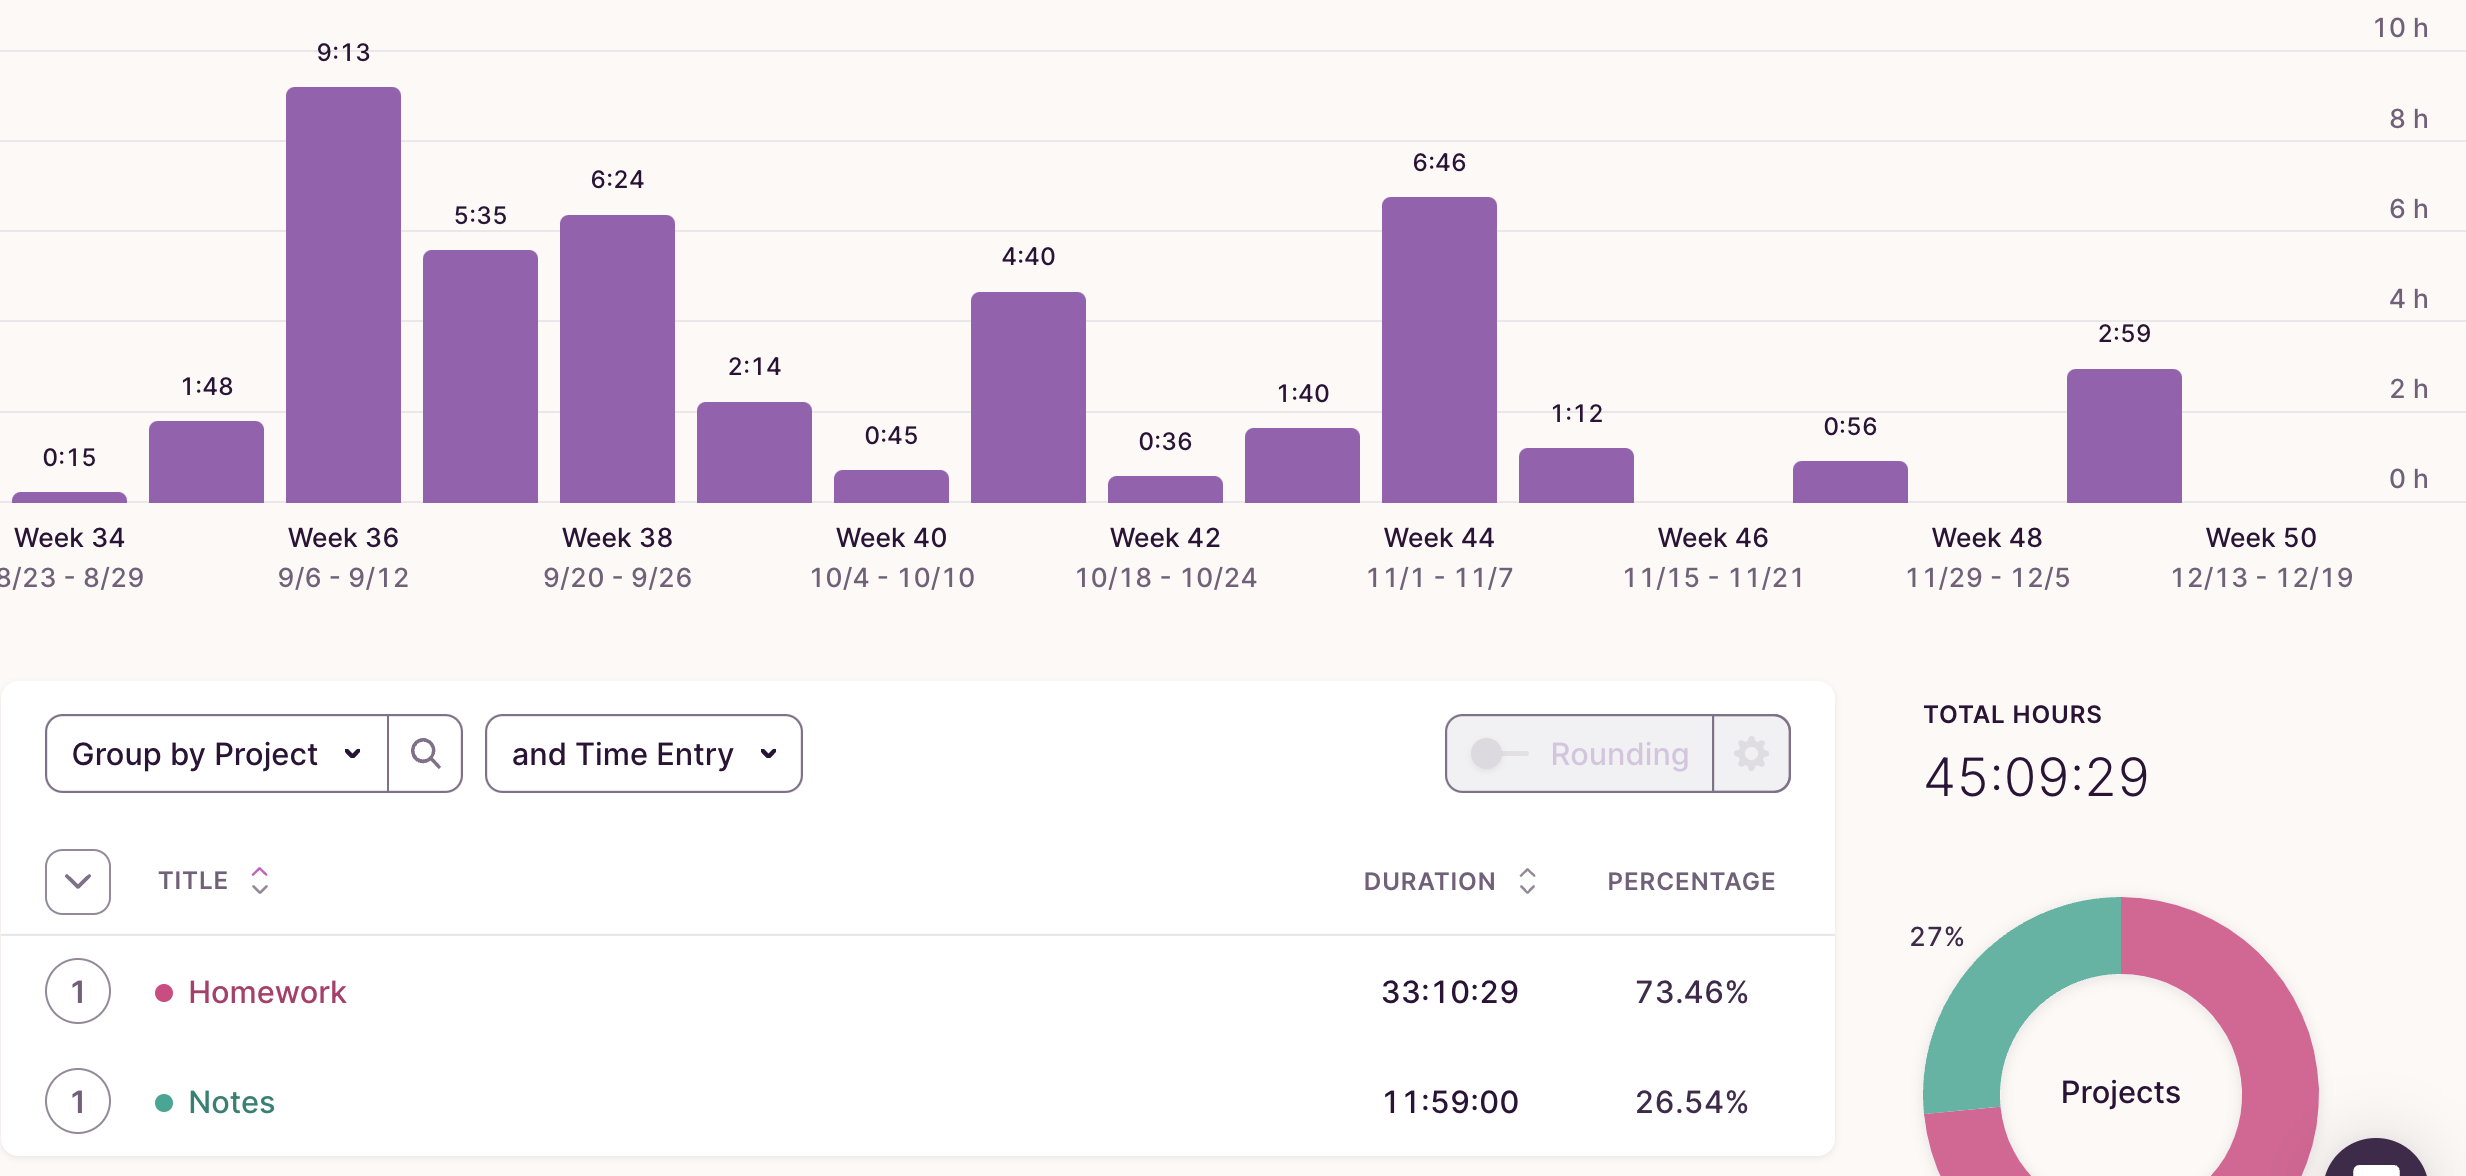 10 h
9:13
8 h
6:46
6:24
6 h
5:35
4:40
4 h
2:59
2:14
1:48
2 h
1:40
1:12
0:56
0:45
0:36
0:15
0 h
Week 34 Week 36 Week 38 Week 40 Week 42 Week 44 Week 46 Week 48 Week 50
8/23 - 8/29 9/6 - 9/12 9/20 - 9/26 10/4 - 10/10 10/18 - 10/24 11/1 - 11/7 11/15 - 11/21 11/29 - 12/5 12/13 - 12/19
Group by Project and Time Entry Rounding
TITLE DURATION PERCENTAGE
1 Homework 33:10:29 73.46%
1 Notes 11:59:00 26.54%
TOTAL HOURS
45:09:29
27%
Projects